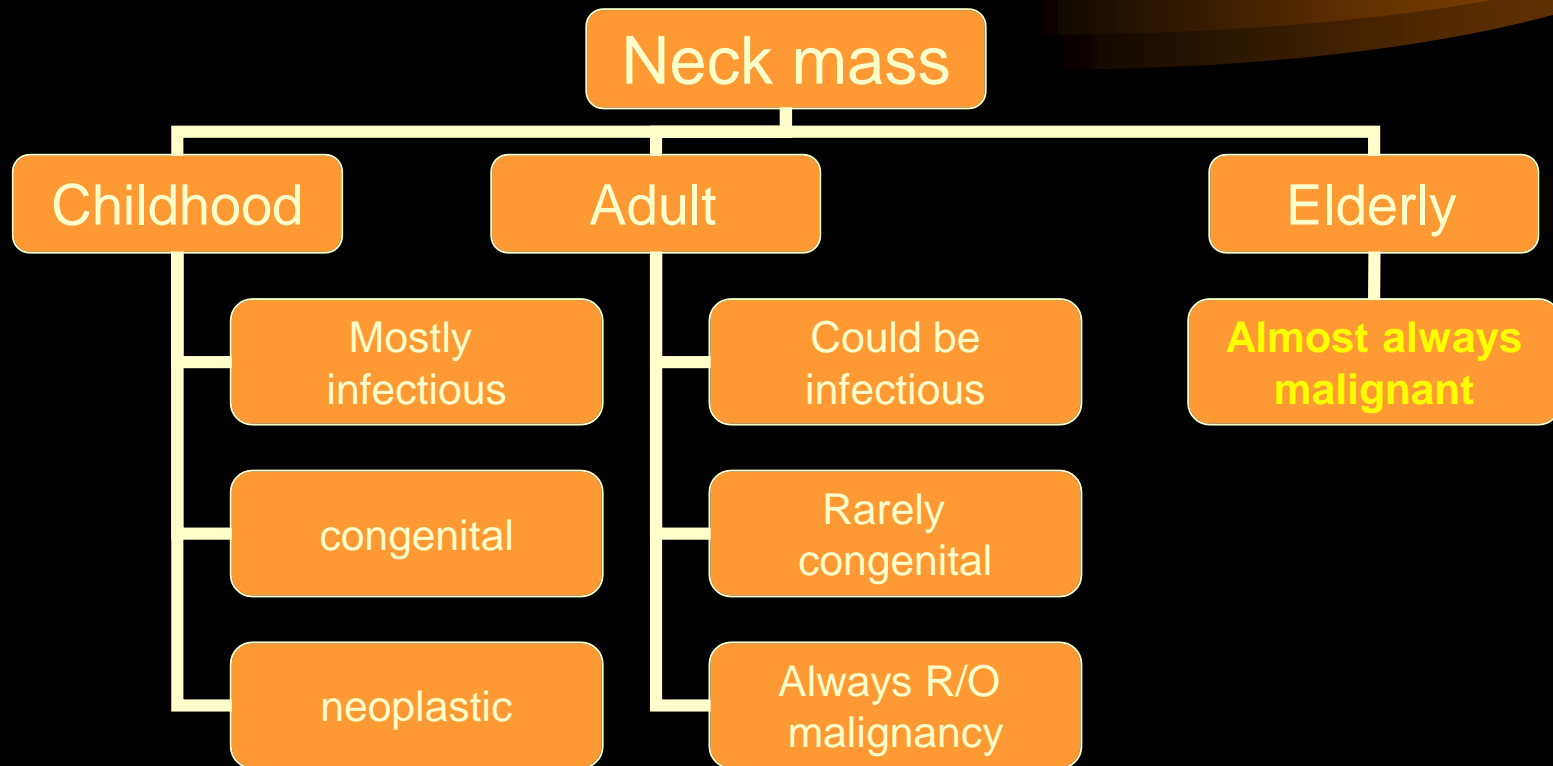 Neck mass
Childhood
Adult
Elderly
Mostly
infectious
congenital
neoplastic
Could be
infectious
Rarely
congenital
Always R/O
malignancy
Almost always
malignant